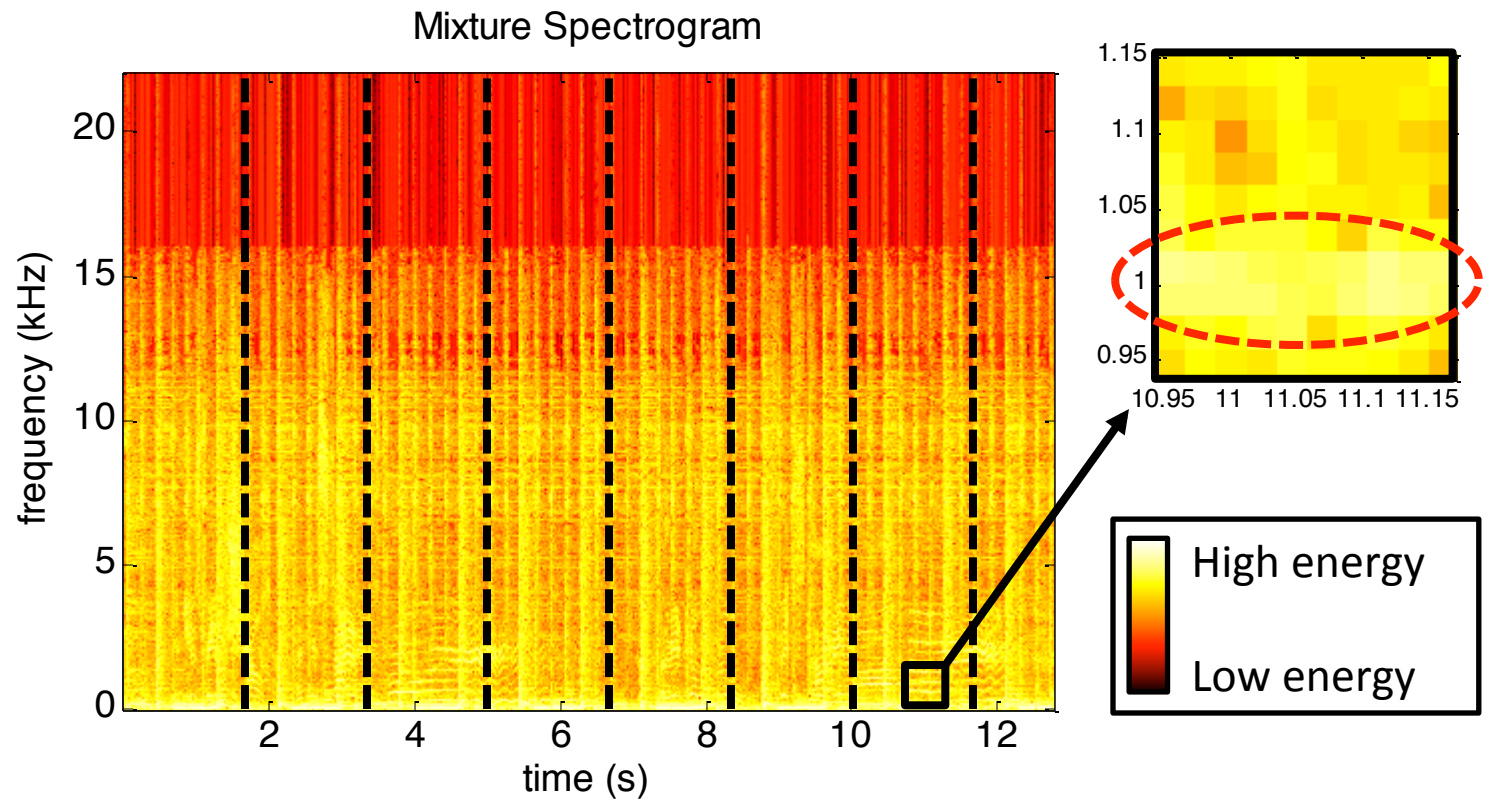 Mixture Spectrogram
frequency (kHz)
20
15
10
5
0
2 4 6 8 10 12
time (s)
1.15
1.1
1.05
1
0.95
10.95 11 11.05 11.1 11.15
High energy
Low energy